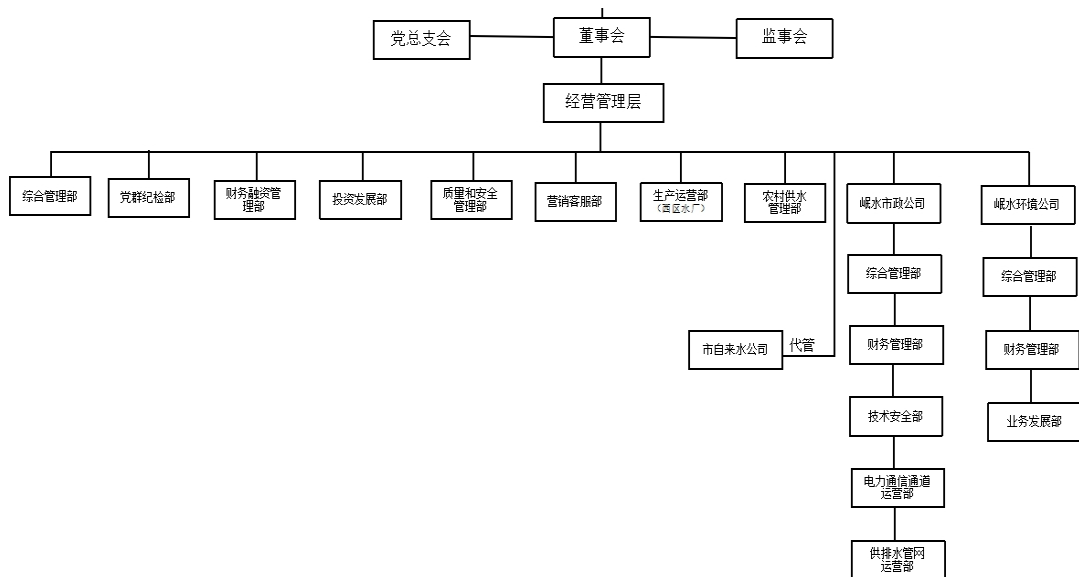 党总支会
董事会
监事会
经营管理层
综合管理部
党群纪检部
财务融资管
理部
投资发展部
质量和安全
管理部
营销客服部
生产运营部
（西区水厂）
农村供水
管理部
岷水市政公司
岷水环境公司
综合管理部
综合管理部
财务管理部
财务管理部
市自来水公司
代管
技术安全部
业务发展部
电力通信通道
运营部
供排水管网
运营部